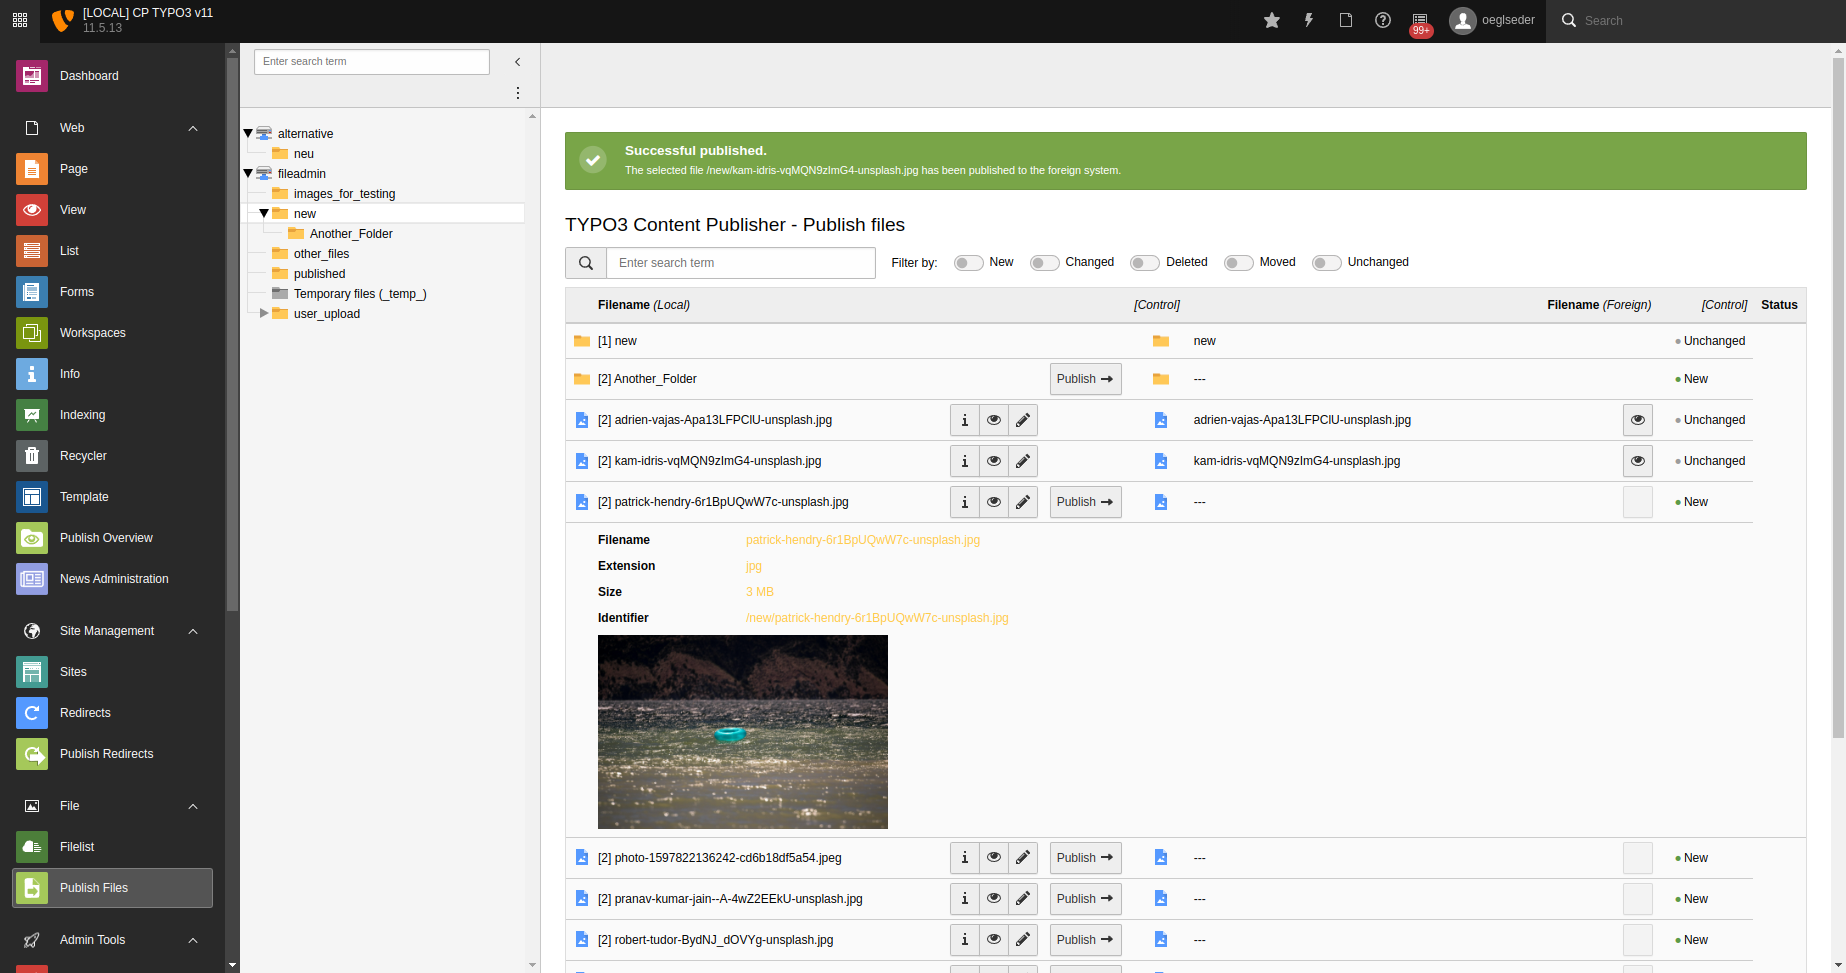 [LOCAL] CP TYPO3 v11
11.5.13
99+
oeglseder
Search
Dashboard
Web
Page
View
List
Forms
Workspaces
Info
Indexing
Recycler
Template
Publish Overview
News Administration
Site Management
Sites
Redirects
Publish Redirects
File
Filelist
Publish Files
Admin Tools
Enter search term
alternative
neu
fileadmin
images_for_testing
new
Another_Folder
other_files
published
Temporary files (_temp_)
user_upload
Successful published.
The selected file /new/kam-idris-vqMQN9zImG4-unsplash.jpg has been published to the foreign system.
TYPO3 Content Publisher - Publish files
Enter search term Filter by: New Changed Deleted Moved Unchanged
Filename (Local) [Control] Filename (Foreign) [Control] Status
[1] new new Unchanged
[2] Another_Folder Publish --- New
[2] adrien-vajas-Apa13LFPClU-unsplash.jpg adrien-vajas-Apa13LFPClU-unsplash.jpg Unchanged
[2] kam-idris-vqMQN9zImG4-unsplash.jpg kam-idris-vqMQN9zImG4-unsplash.jpg Unchanged
[2] patrick-hendry-6r1BpUQwW7c-unsplash.jpg Publish --- New
Filename patrick-hendry-6r1BpUQwW7c-unsplash.jpg
Extension jpg
Size 3 MB
Identifier /new/patrick-hendry-6r1BpUQwW7c-unsplash.jpg
[2] photo-1597822136242-cd6b18df5a54.jpeg Publish --- New
[2] pranav-kumar-jain--A-4wZ2EEkU-unsplash.jpg Publish --- New
[2] robert-tudor-BydNJ_dOVYg-unsplash.jpg Publish --- New